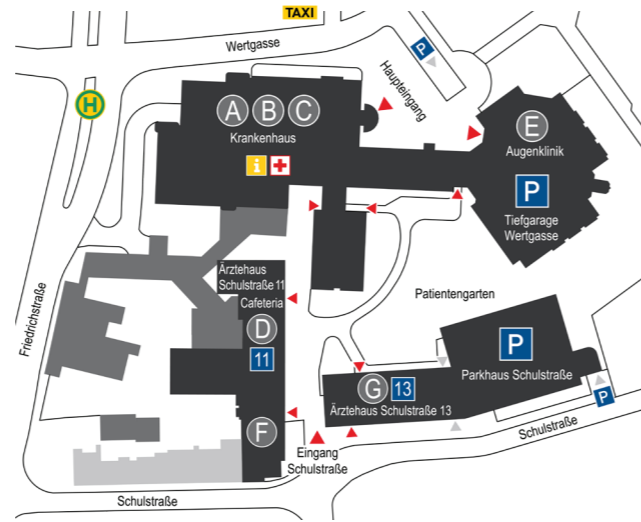 TAXI
Wertgasse
P
H
Haupteingang
A B C
Krankenhaus
i
E
Augenklinik
P
Tiefgarage
Wertgasse
Friedrichstraße
Ärztehaus
Schulstraße 11
Cafeteria
D
11
F
Patientengarten
P
Parkhaus Schulstraße
G 13
Ärztehaus Schulstraße 13
P
Eingang
Schulstraße
Schulstraße
Schulstraße